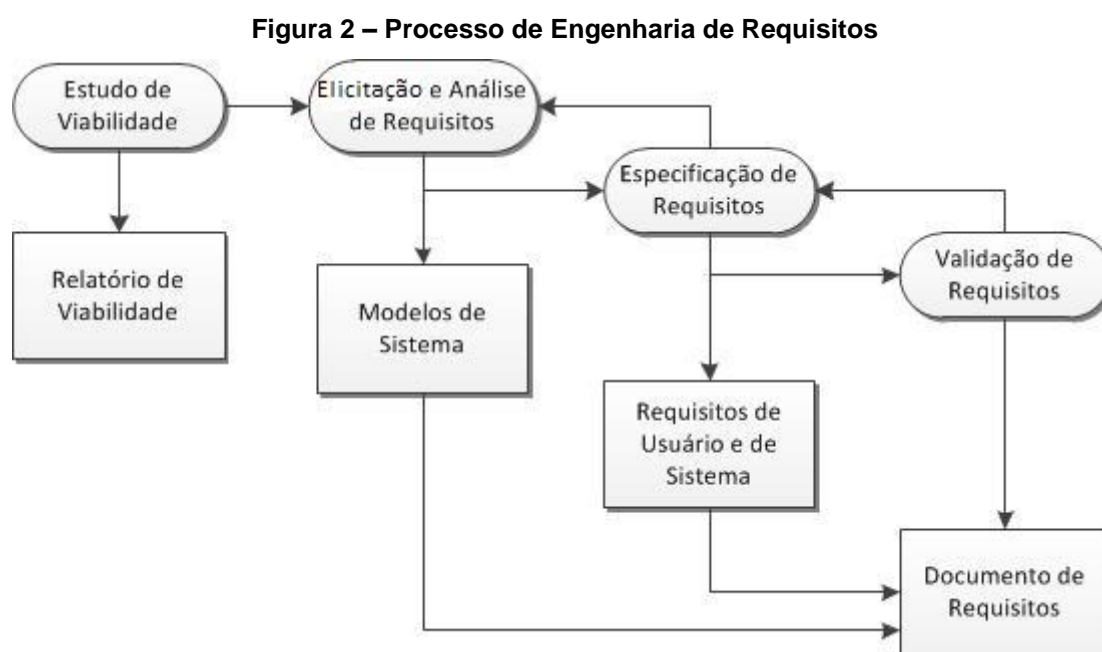 Figura 2 – Processo de Engenharia de Requisitos
Estudo de
Viabilidade
Elicitação e Análise
de Requisitos
Especificação de
Requisitos
Validação de
Requisitos
Relatório de
Viabilidade
Modelos de
Sistema
Requisitos de
Usuário e de
Sistema
Documento de
Requisitos